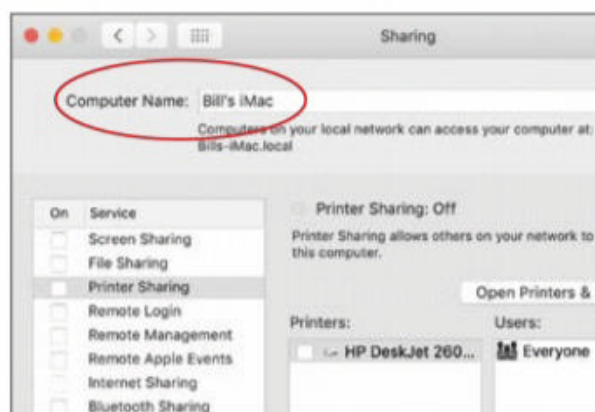 Sharing
Computer Name: Bill's iMac
Computers on your local network can access your computer at:
Bills-iMac.local
On Service
Screen Sharing
File Sharing
Printer Sharing
Remote Login
Remote Management
Remote Apple Events
Internet Sharing
Bluetooth Sharing
Printer Sharing: Off
Printer Sharing allows others on your network to
this computer.
Open Printers &
Printers:
HP DeskJet 260...
Users:
Everyone